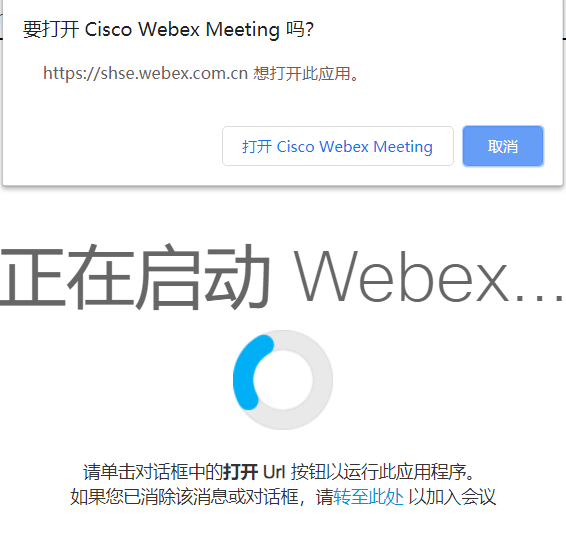 要打开 Cisco Webex Meeting 吗?
https://shse.webex.com.cn 想打开此应用。
打开 Cisco Webex Meeting
取消
正在启动 Webex...
请单击对话框中的打开 Url 按钮以运行此应用程序。
如果您已消除该消息或对话框，请转至此处 以加入会议